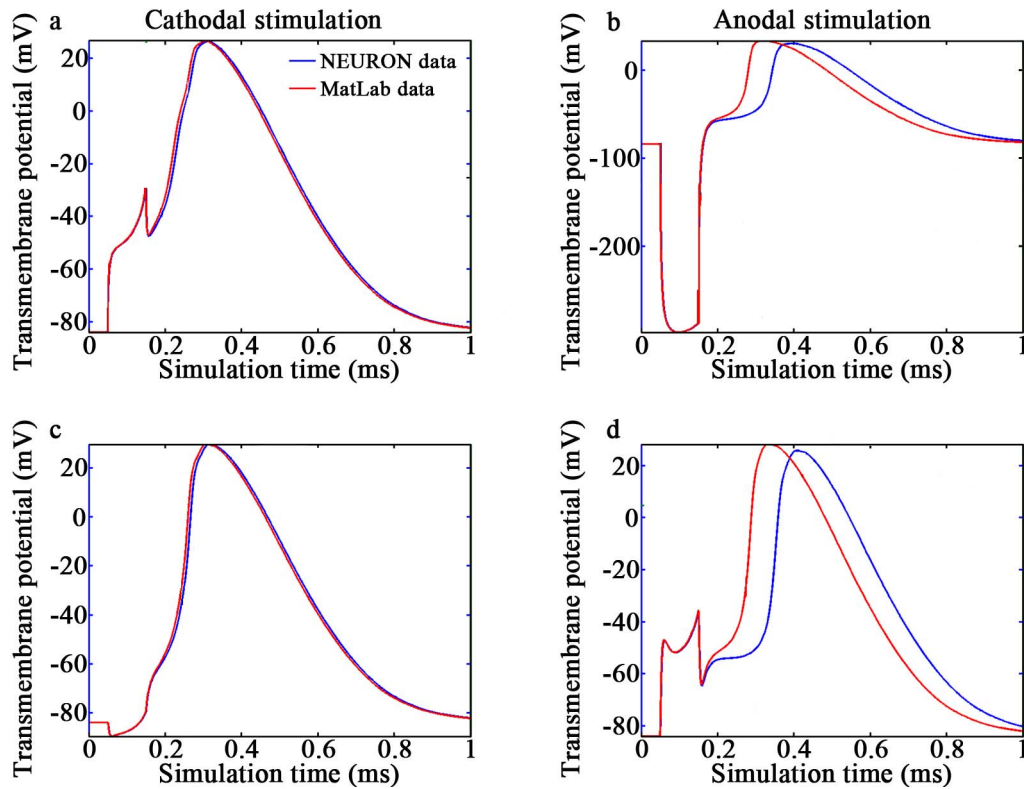 a Cathodal stimulation
Transmembrane potential (mV)
20
0
-20
-40
-60
-80
NEURON data
MatLab data
0 0.2 0.4 0.6 0.8 1
Simulation time (ms)
b Anodal stimulation
Transmembrane potential (mV)
0
-100
-200
0 0.2 0.4 0.6 0.8 1
Simulation time (ms)
c
Transmembrane potential (mV)
20
0
-20
-40
-60
-80
0 0.2 0.4 0.6 0.8 1
Simulation time (ms)
d
Transmembrane potential (mV)
20
0
-20
-40
-60
-80
0 0.2 0.4 0.6 0.8 1
Simulation time (ms)